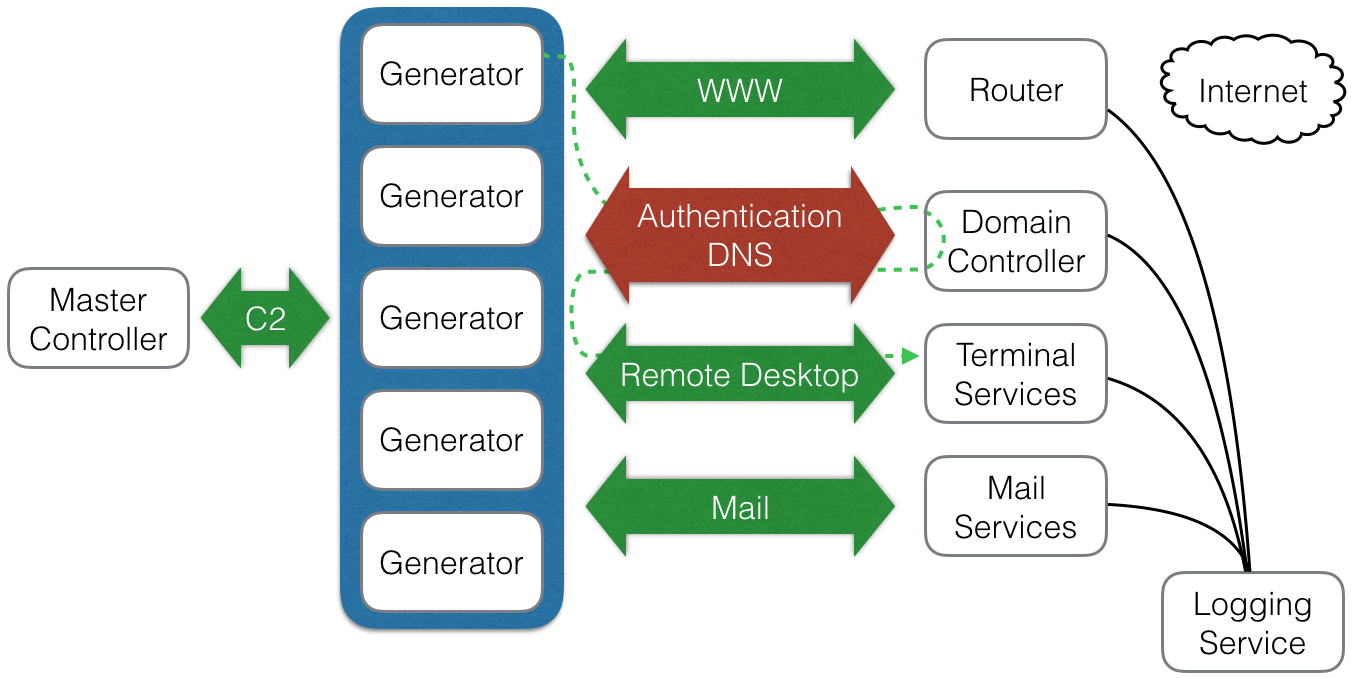 Master
Controller
C2
Generator
Generator
Generator
Generator
Generator
WWW
Authentication
DNS
Remote Desktop
Mail
Router
Domain
Controller
Terminal
Services
Mail
Services
Internet
Logging
Service